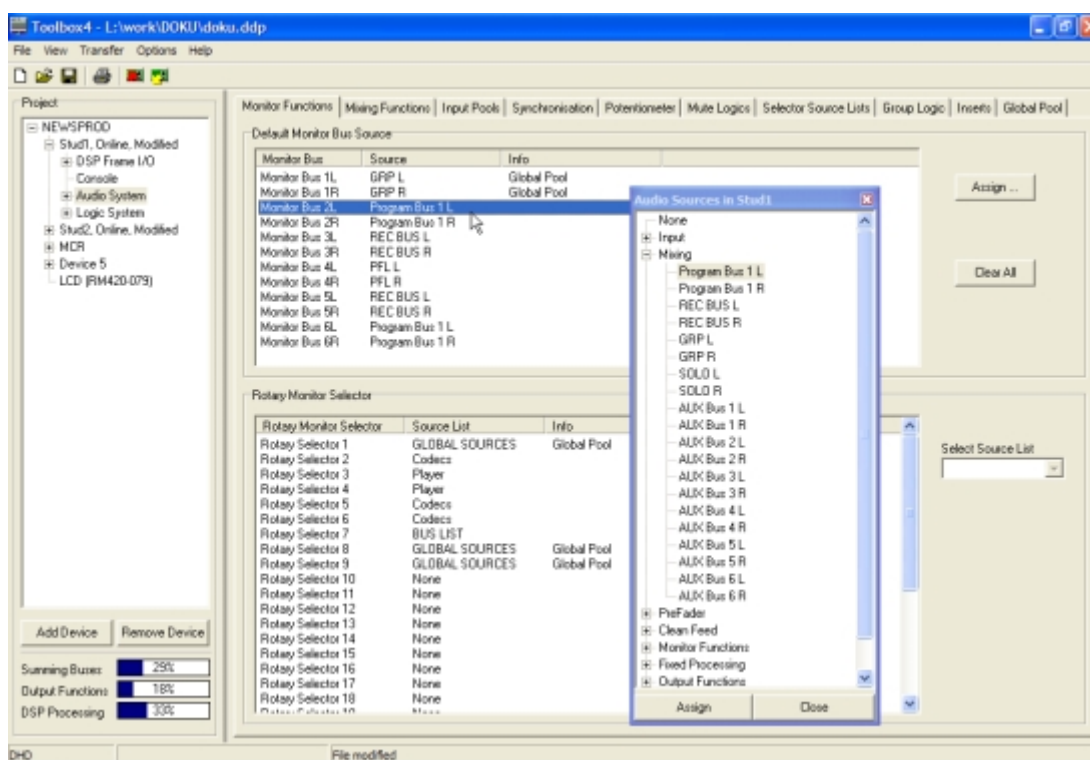 Toolbox4 - L:\work\DOKU\doku.ddp
File View Transfer Options Help
Project
NEWSPROD
Stud1, Online, Modified
DSP Frame I/O
Console
Audio System
Logic System
Stud2, Online, Modified
MCR
Device 5
LCD (RM420-079)
Add Device Remove Device
Summing Buses 29%
Output Functions 18%
DSP Processing 33%
Monitor Functions Mixing Functions Input Pools Synchronisation Potentiometer Mute Logics Selector Source Lists Group Logic Inserts Global Pool
Default Monitor Bus Source
Monitor Bus Source Info
Monitor Bus 1L GRP L Global Pool
Monitor Bus 1R GRP R Global Pool
Monitor Bus 2L Program Bus 1 L
Monitor Bus 2R Program Bus 1 R
Monitor Bus 3L REC BUS L
Monitor Bus 3R REC BUS R
Monitor Bus 4L PFL L
Monitor Bus 4R PFL R
Monitor Bus 5L REC BUS L
Monitor Bus 5R REC BUS R
Monitor Bus 6L Program Bus 1 L
Monitor Bus 6R Program Bus 1 R
Assign ...
Clear All
Rotary Monitor Selector
Rotary Monitor Selector Source List Info
Rotary Selector 1 GLOBAL SOURCES Global Pool
Rotary Selector 2 Codecs
Rotary Selector 3 Player
Rotary Selector 4 Player
Rotary Selector 5 Codecs
Rotary Selector 6 Codecs
Rotary Selector 7 BUS LIST
Rotary Selector 8 GLOBAL SOURCES Global Pool
Rotary Selector 9 GLOBAL SOURCES Global Pool
Rotary Selector 10 None
Rotary Selector 11 None
Rotary Selector 12 None
Rotary Selector 13 None
Rotary Selector 14 None
Rotary Selector 15 None
Rotary Selector 16 None
Rotary Selector 17 None
Rotary Selector 18 None
Select Source List
Audio Sources in Stud1
None
Input
Mixing
Program Bus 1 L
Program Bus 1 R
REC BUS L
REC BUS R
GRP L
GRP R
SOLO L
SOLO R
AUX Bus 1 L
AUX Bus 1 R
AUX Bus 2 L
AUX Bus 2 R
AUX Bus 3 L
AUX Bus 3 R
AUX Bus 4 L
AUX Bus 4 R
AUX Bus 5 L
AUX Bus 5 R
AUX Bus 6 L
AUX Bus 6 R
PreFader
Clean Feed
Monitor Functions
Fixed Processing
Output Functions
Assign Close
DHD File modified